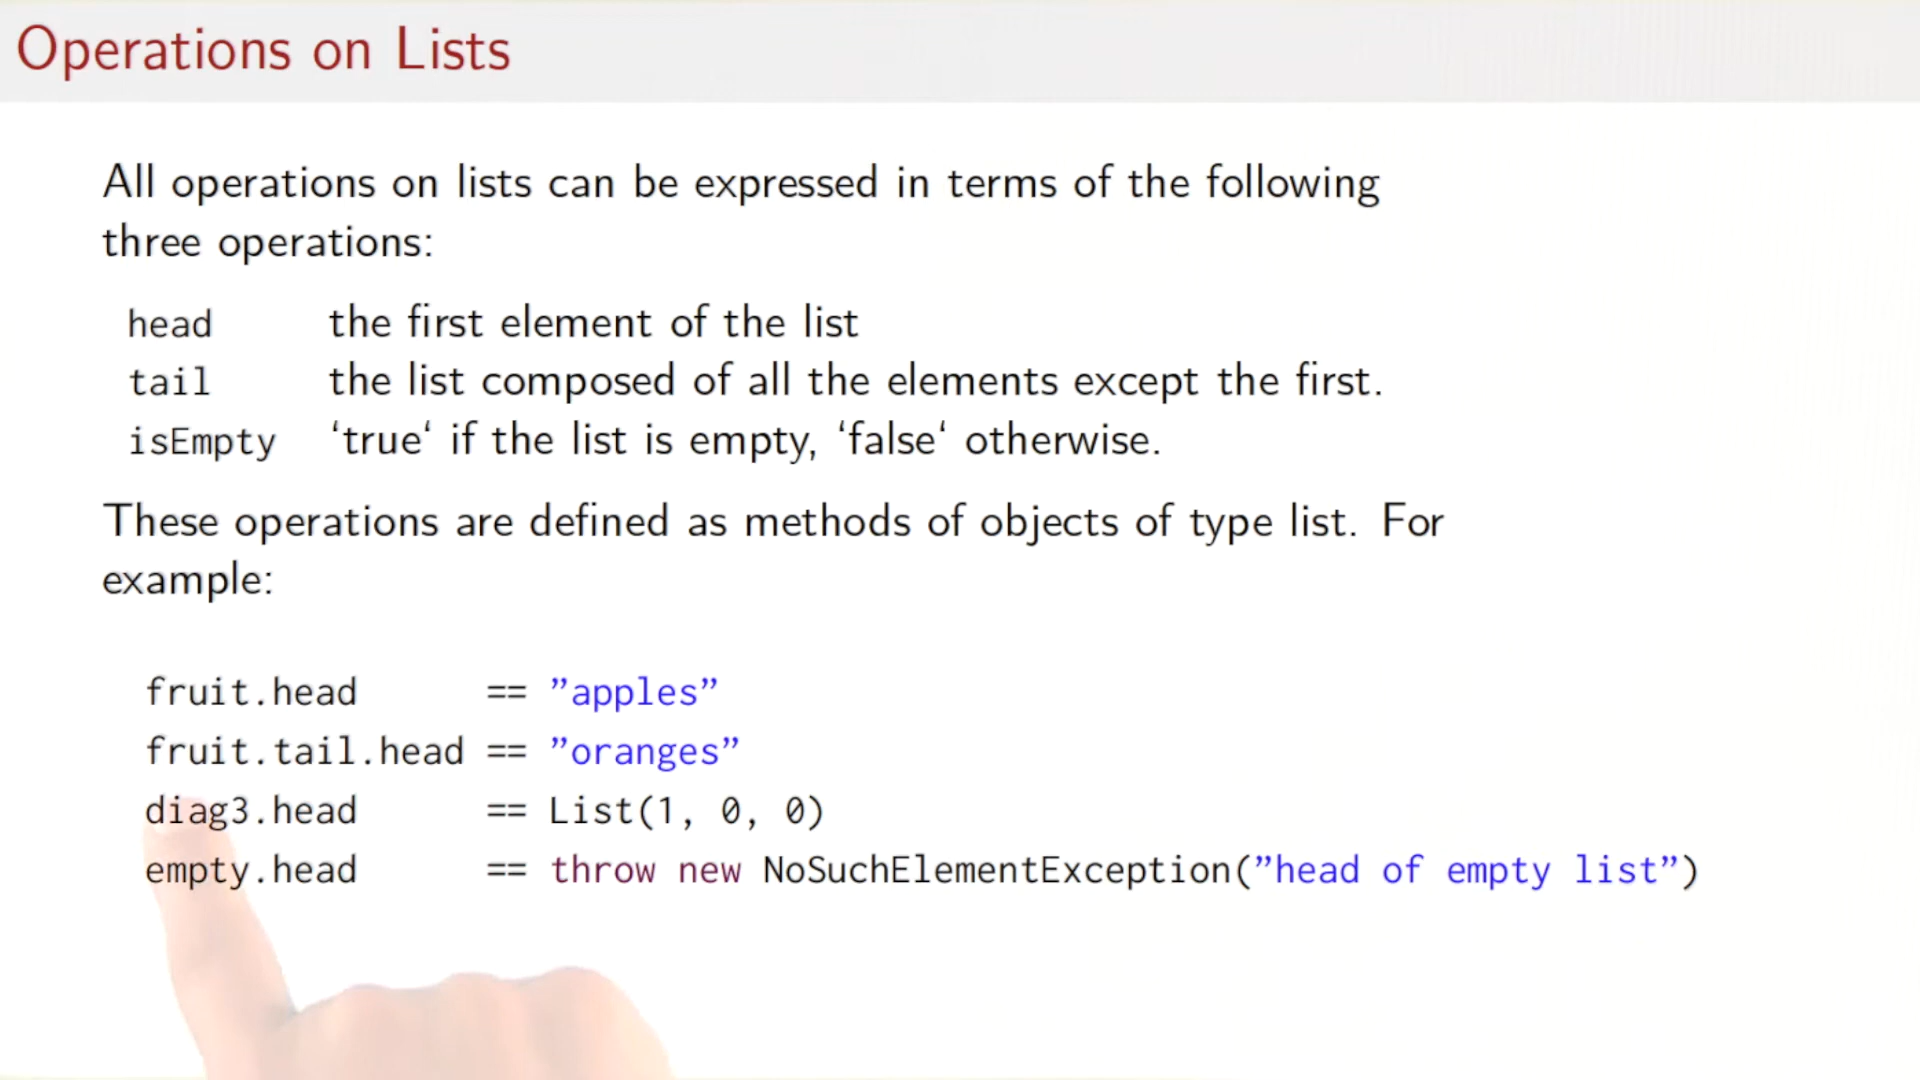 Operations on Lists
All operations on lists can be expressed in terms of the following
three operations:
head the first element of the list
tail the list composed of all the elements except the first.
isEmpty ‘true‘ if the list is empty, ‘false‘ otherwise.
These operations are defined as methods of objects of type list. For
example:
fruit.head == ”apples”
fruit.tail.head == ”oranges”
diag3.head == List(1, 0, 0)
empty.head == throw new NoSuchElementException(”head of empty list”)